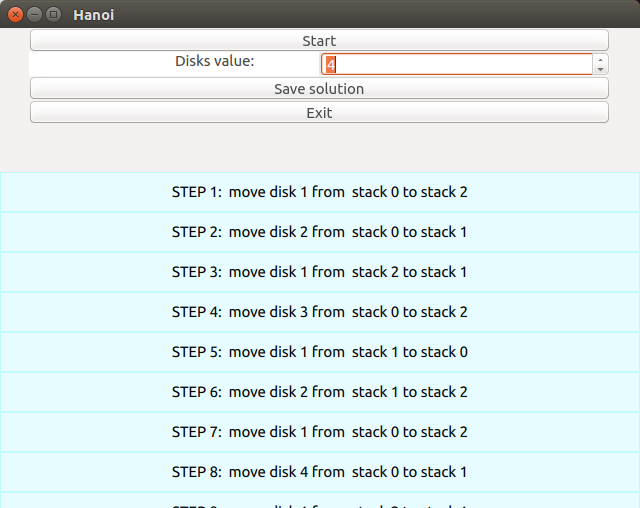 Hanoi
Start
Disks value: 4
Save solution
Exit
STEP 1:  move disk 1 from  stack 0 to stack 2
STEP 2:  move disk 2 from  stack 0 to stack 1
STEP 3:  move disk 1 from  stack 2 to stack 1
STEP 4:  move disk 3 from  stack 0 to stack 2
STEP 5:  move disk 1 from  stack 1 to stack 0
STEP 6:  move disk 2 from  stack 1 to stack 2
STEP 7:  move disk 1 from  stack 0 to stack 2
STEP 8:  move disk 4 from  stack 0 to stack 1